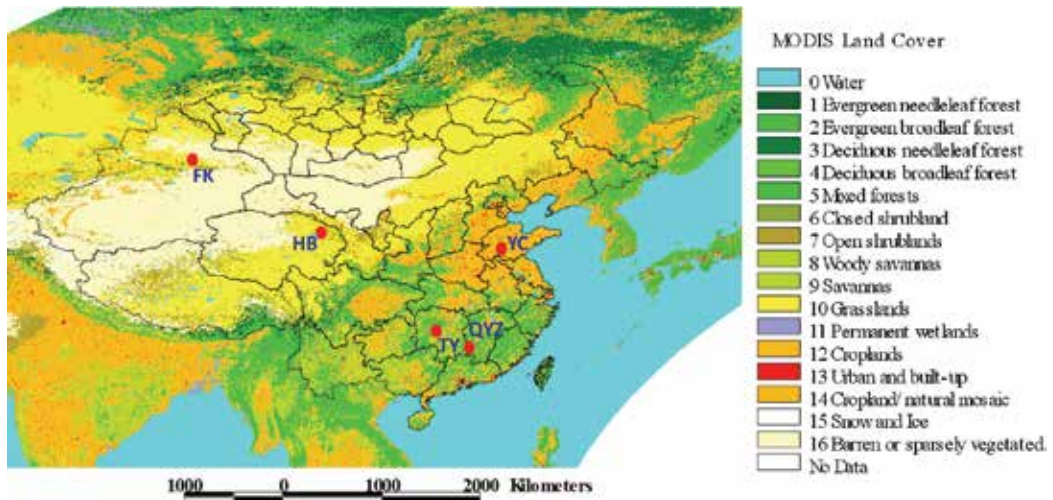 MODIS Land Cover
0 Water
1 Evergreen needleleaf forest
2 Evergreen broadleaf forest
3 Deciduous needleleaf forest
4 Deciduous broadleaf forest
5 Mixed forests
6 Closed shrubland
7 Open shrublands
8 Woody savannas
9 Savannas
10 Grasslands
11 Permanent wetlands
12 Croplands
13 Urban and built-up
14 Cropland/ natural mosaic
15 Snow and Ice
16 Barren or sparsely vegetated.
No Data
FK
HB
YC
QYZ
TY
1000 0 1000 2000 Kilometers